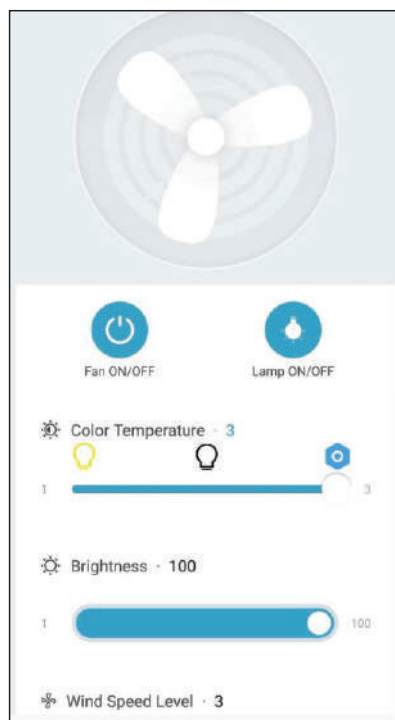 Fan ON/OFF Lamp ON/OFF
Color Temperature · 3
1 3
Brightness · 100
1 100
Wind Speed Level · 3